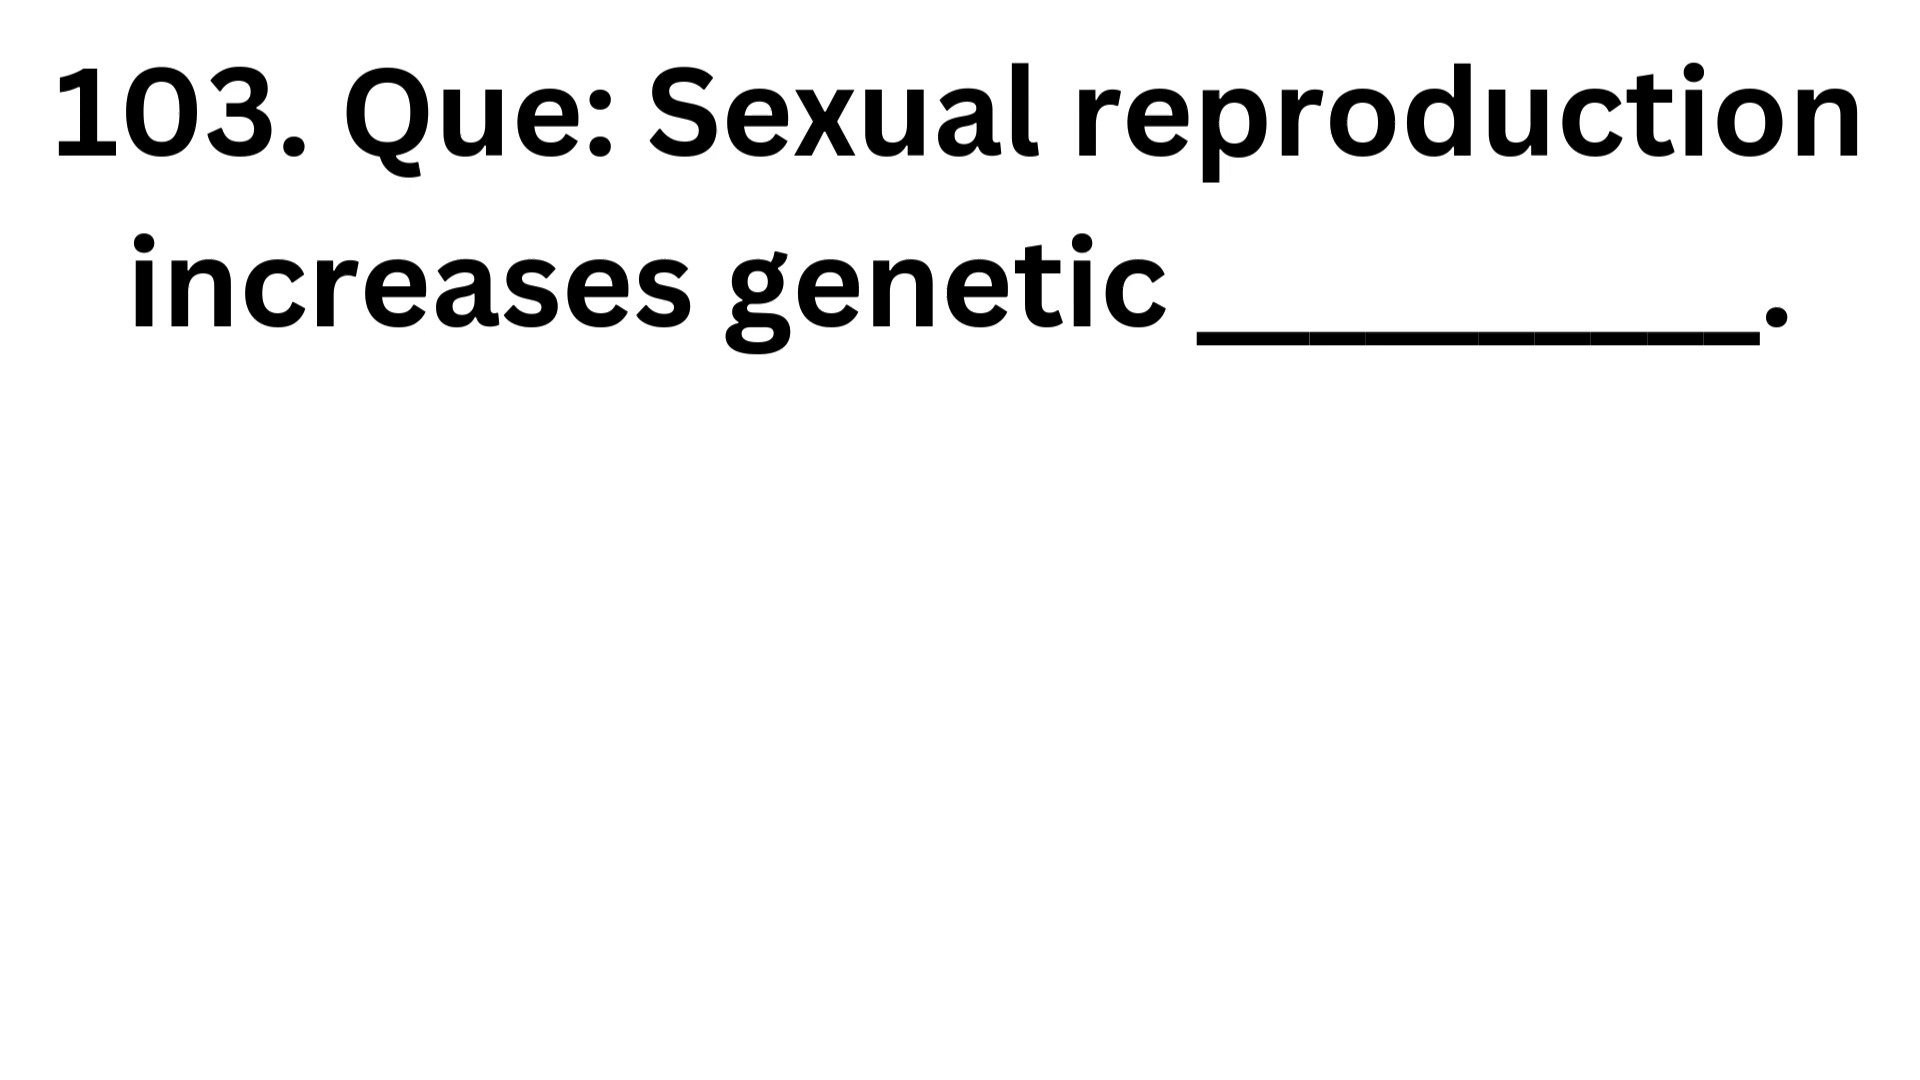 103. Que: Sexual reproduction
increases genetic __________.